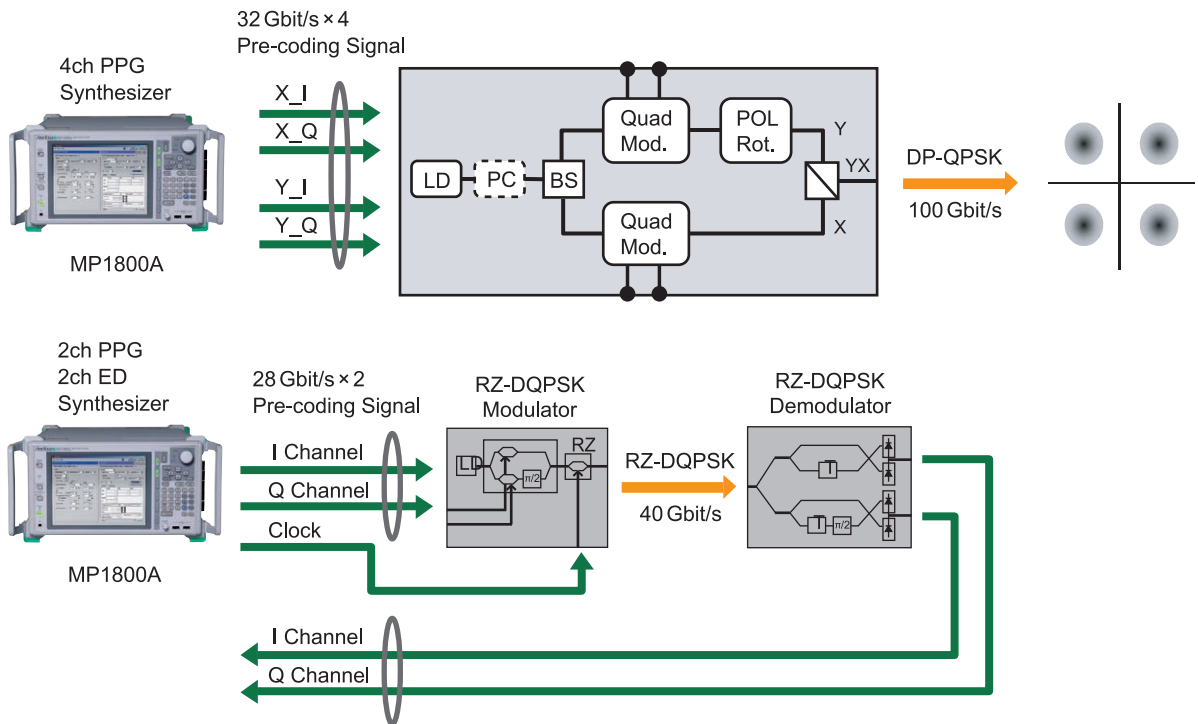 32 Gbit/s × 4
Pre-coding Signal
4ch PPG
Synthesizer
MP1800A
X_I
X_Q
Y_I
Y_Q
LD
PC
BS
Quad
Mod.
POL
Rot.
Y
YX
X
Quad
Mod.
DP-QPSK
100 Gbit/s
2ch PPG
2ch ED
Synthesizer
MP1800A
28 Gbit/s × 2
Pre-coding Signal
I Channel
Q Channel
Clock
RZ-DQPSK
Modulator
LD
π/2
RZ
RZ-DQPSK
40 Gbit/s
RZ-DQPSK
Demodulator
T
T
π/2
I Channel
Q Channel